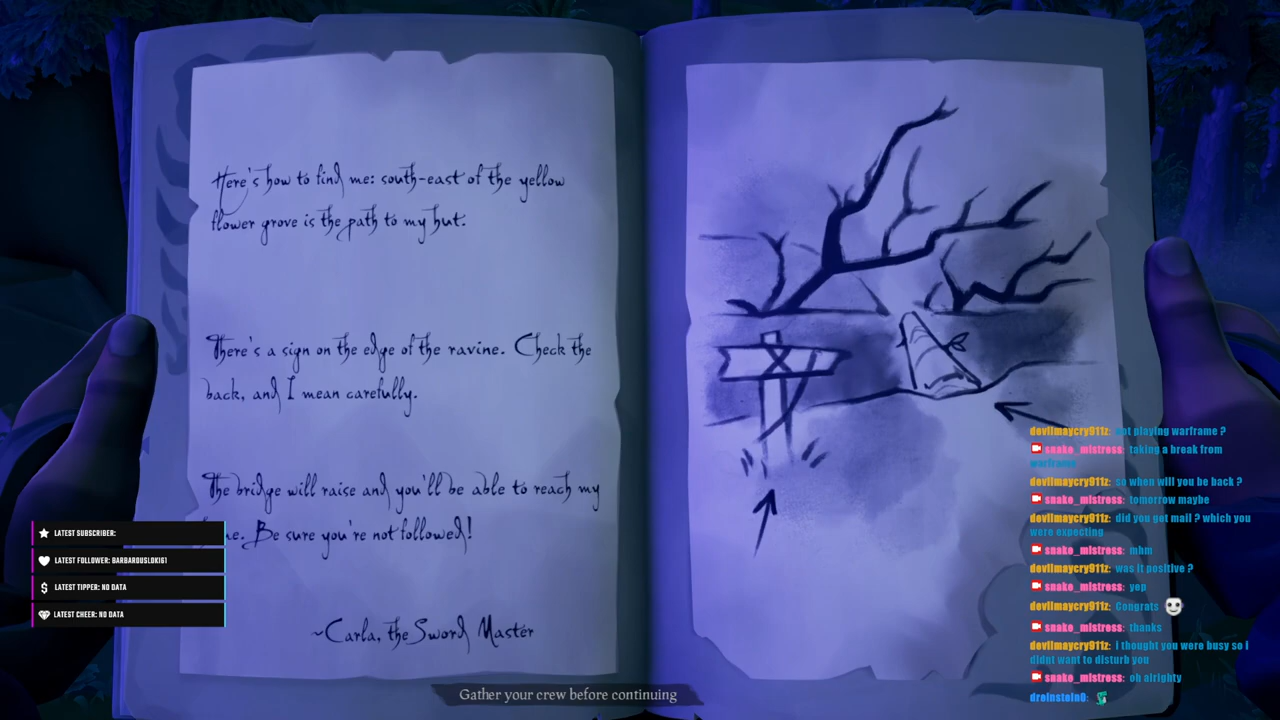 Here's how to find me: south-east of the yellow
flower grove is the path to my hut.
There's a sign on the edge of the ravine. Check the
back, and I mean carefully.
The bridge will raise and you'll be able to reach my
Be sure you're not followed!
~Carla, the Sword Master
Gather your crew before continuing
LATEST SUBSCRIBER:
LATEST FOLLOWER: BARBAROUSLOKI61
LATEST TIPPER: NO DATA
LATEST CHEER: NO DATA
devilmaycry911z: not playing warframe ?
snake_mistress: taking a break from
warframe
devilmaycry911z: so when will you be back ?
snake_mistress: tomorrow maybe
devilmaycry911z: did you got mail ? which you
were expecting
snake_mistress: mhm
devilmaycry911z: was it positive ?
snake_mistress: yep
devilmaycry911z: Congrats
snake_mistress: thanks
devilmaycry911z: i thought you were busy so i
didnt want to disturb you
snake_mistress: oh alrighty